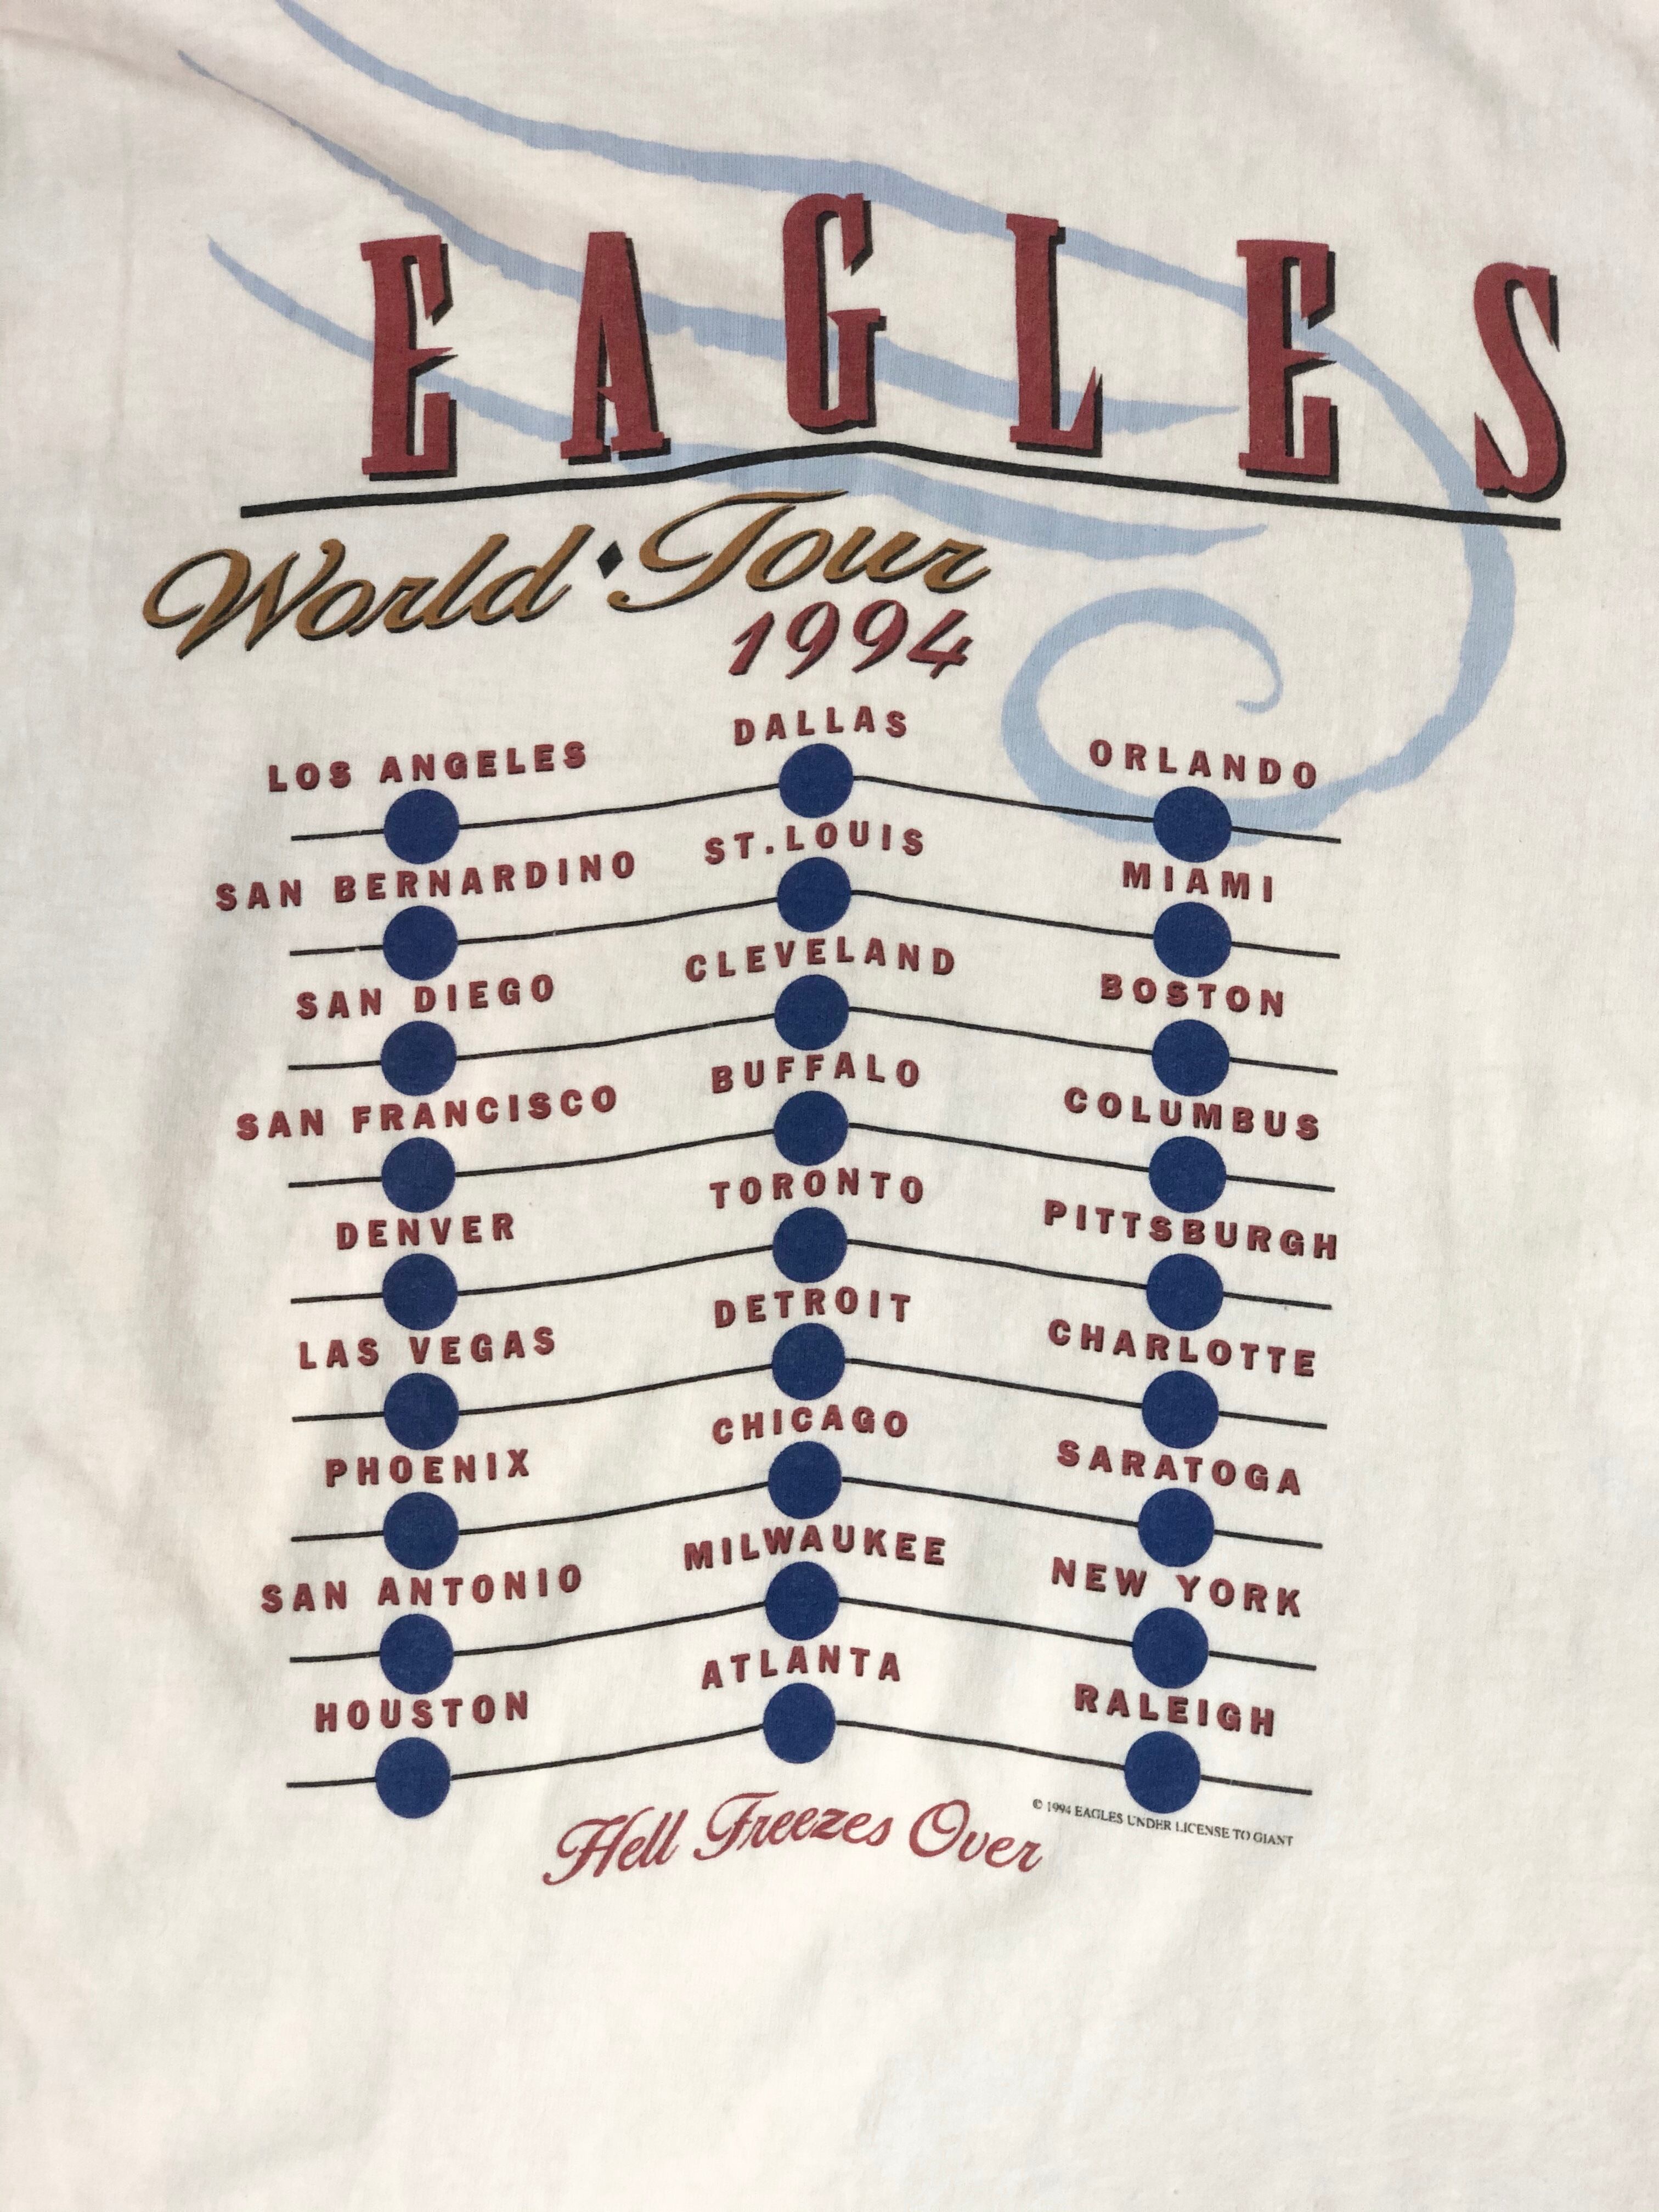 EAGLES
World Tour
1994
LOS ANGELES
SAN BERNARDINO
SAN DIEGO
SAN FRANCISCO
DENVER
LAS VEGAS
PHOENIX
SAN ANTONIO
HOUSTON
DALLAS
ST.LOUIS
CLEVELAND
BUFFALO
TORONTO
DETROIT
CHICAGO
MILWAUKEE
ATLANTA
ORLANDO
MIAMI
BOSTON
COLUMBUS
PITTSBURGH
CHARLOTTE
SARATOGA
NEW YORK
RALEIGH
Hell Freezes Over
© 1994 EAGLES UNDER LICENSE TO GIANT